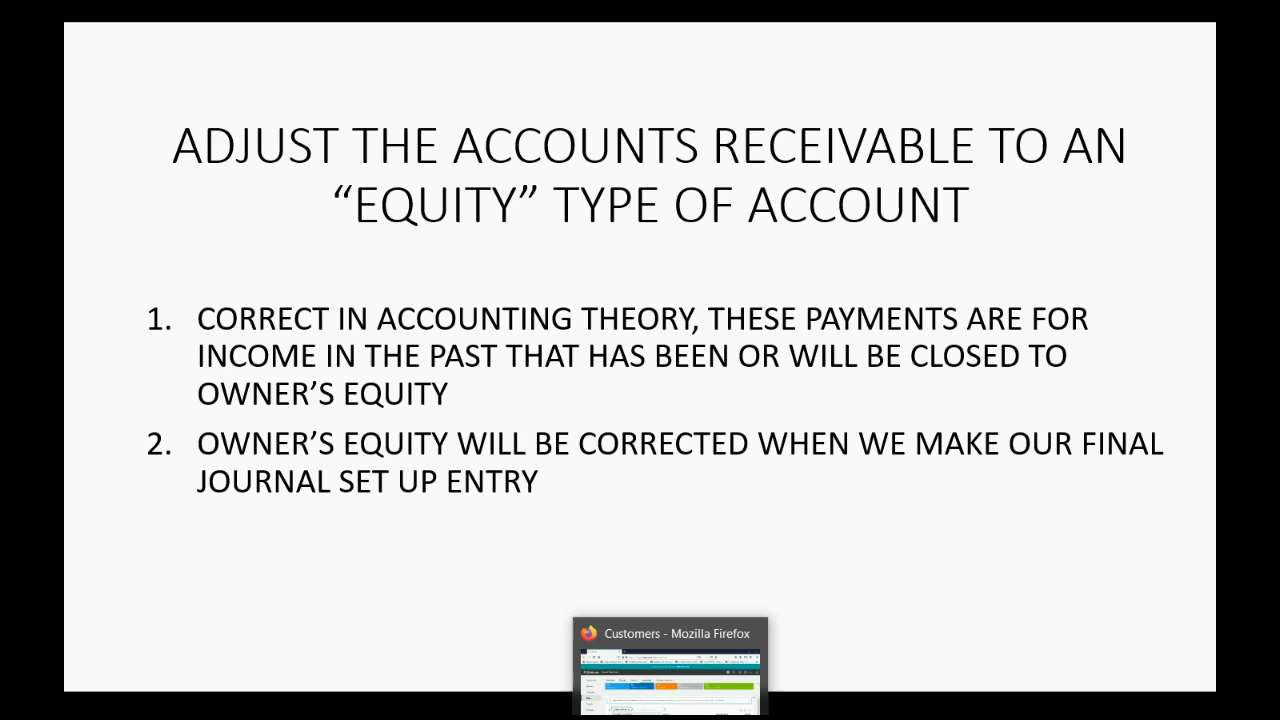 ADJUST THE ACCOUNTS RECEIVABLE TO AN
“EQUITY” TYPE OF ACCOUNT
1. CORRECT IN ACCOUNTING THEORY, THESE PAYMENTS ARE FOR
INCOME IN THE PAST THAT HAS BEEN OR WILL BE CLOSED TO
OWNER’S EQUITY
2. OWNER’S EQUITY WILL BE CORRECTED WHEN WE MAKE OUR FINAL
JOURNAL SET UP ENTRY
Customers - Mozilla Firefox